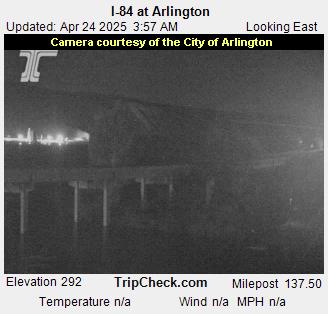 I-84 at Arlington
Updated: Apr 24 2025 3:57 AM Looking East
Camera courtesy of the City of Arlington
Elevation 292 TripCheck.com Milepost 137.50
Temperature n/a Wind n/a MPH n/a